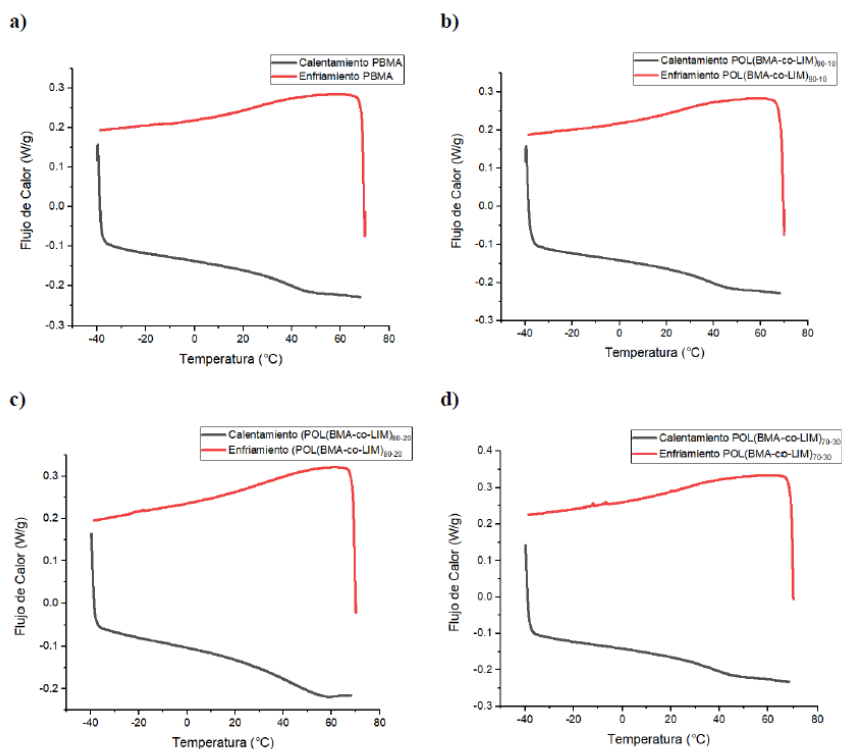 a)
Calentamiento PBMA
Enfriamiento PBMA
0.3
0.2
0.1
0.0
-0.1
-0.2
-0.3
Flujo de Calor (W/g)
-40 -20 0 20 40 60 80
Temperatura (°C)
b)
Calentamiento POL(BMA-co-LIM)90-10
Enfriamiento POL(BMA-co-LIM)90-10
0.3
0.2
0.1
0.0
-0.1
-0.2
-0.3
Flujo de Calor (W/g)
-40 -20 0 20 40 60 80
Temperatura (°C)
c)
Calentamiento (POL(BMA-co-LIM)80-20
Enfriamiento (POL(BMA-co-LIM)80-20
0.3
0.2
0.1
0.0
-0.1
-0.2
Flujo de Calor (W/g)
-40 -20 0 20 40 60 80
Temperatura (°C)
d)
Calentamiento POL(BMA-co-LIM)70-30
Enfriamiento POL(BMA-co-LIM)70-30
0.4
0.3
0.2
0.1
0.0
-0.1
-0.2
-0.3
Flujo de Calor (W/g)
-40 -20 0 20 40 60 80
Temperatura (°C)